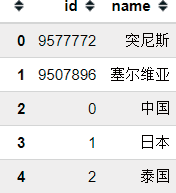 id name
0 9577772 突尼斯
1 9507896 塞尔维亚
2 0 中国
3 1 日本
4 2 泰国